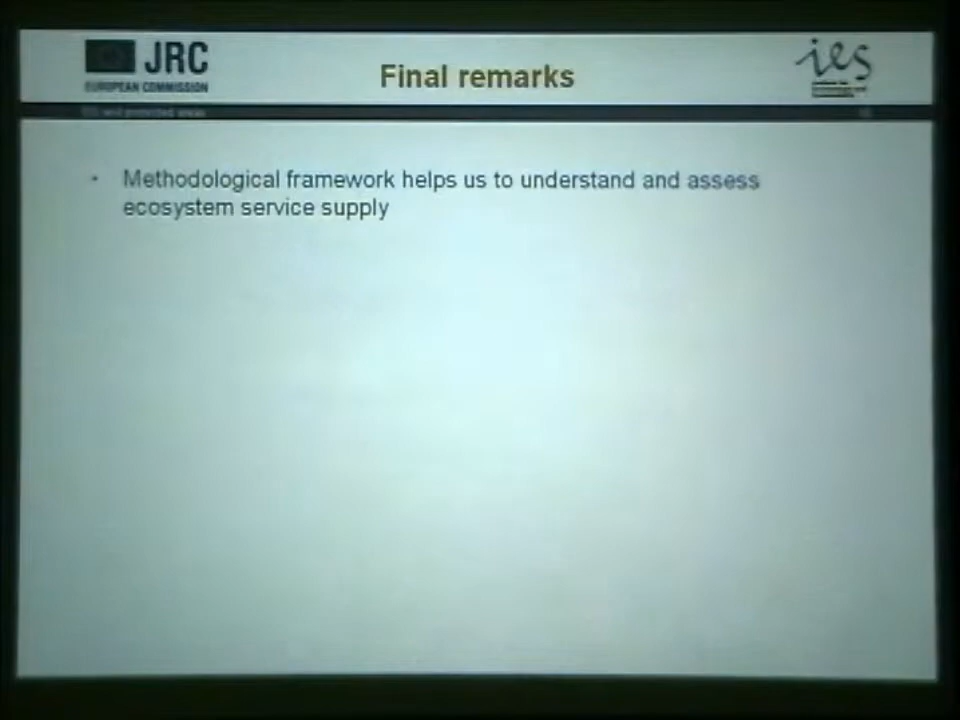 JRC
EUROPEAN COMMISSION
Final remarks
ies
• Methodological framework helps us to understand and assess
ecosystem service supply